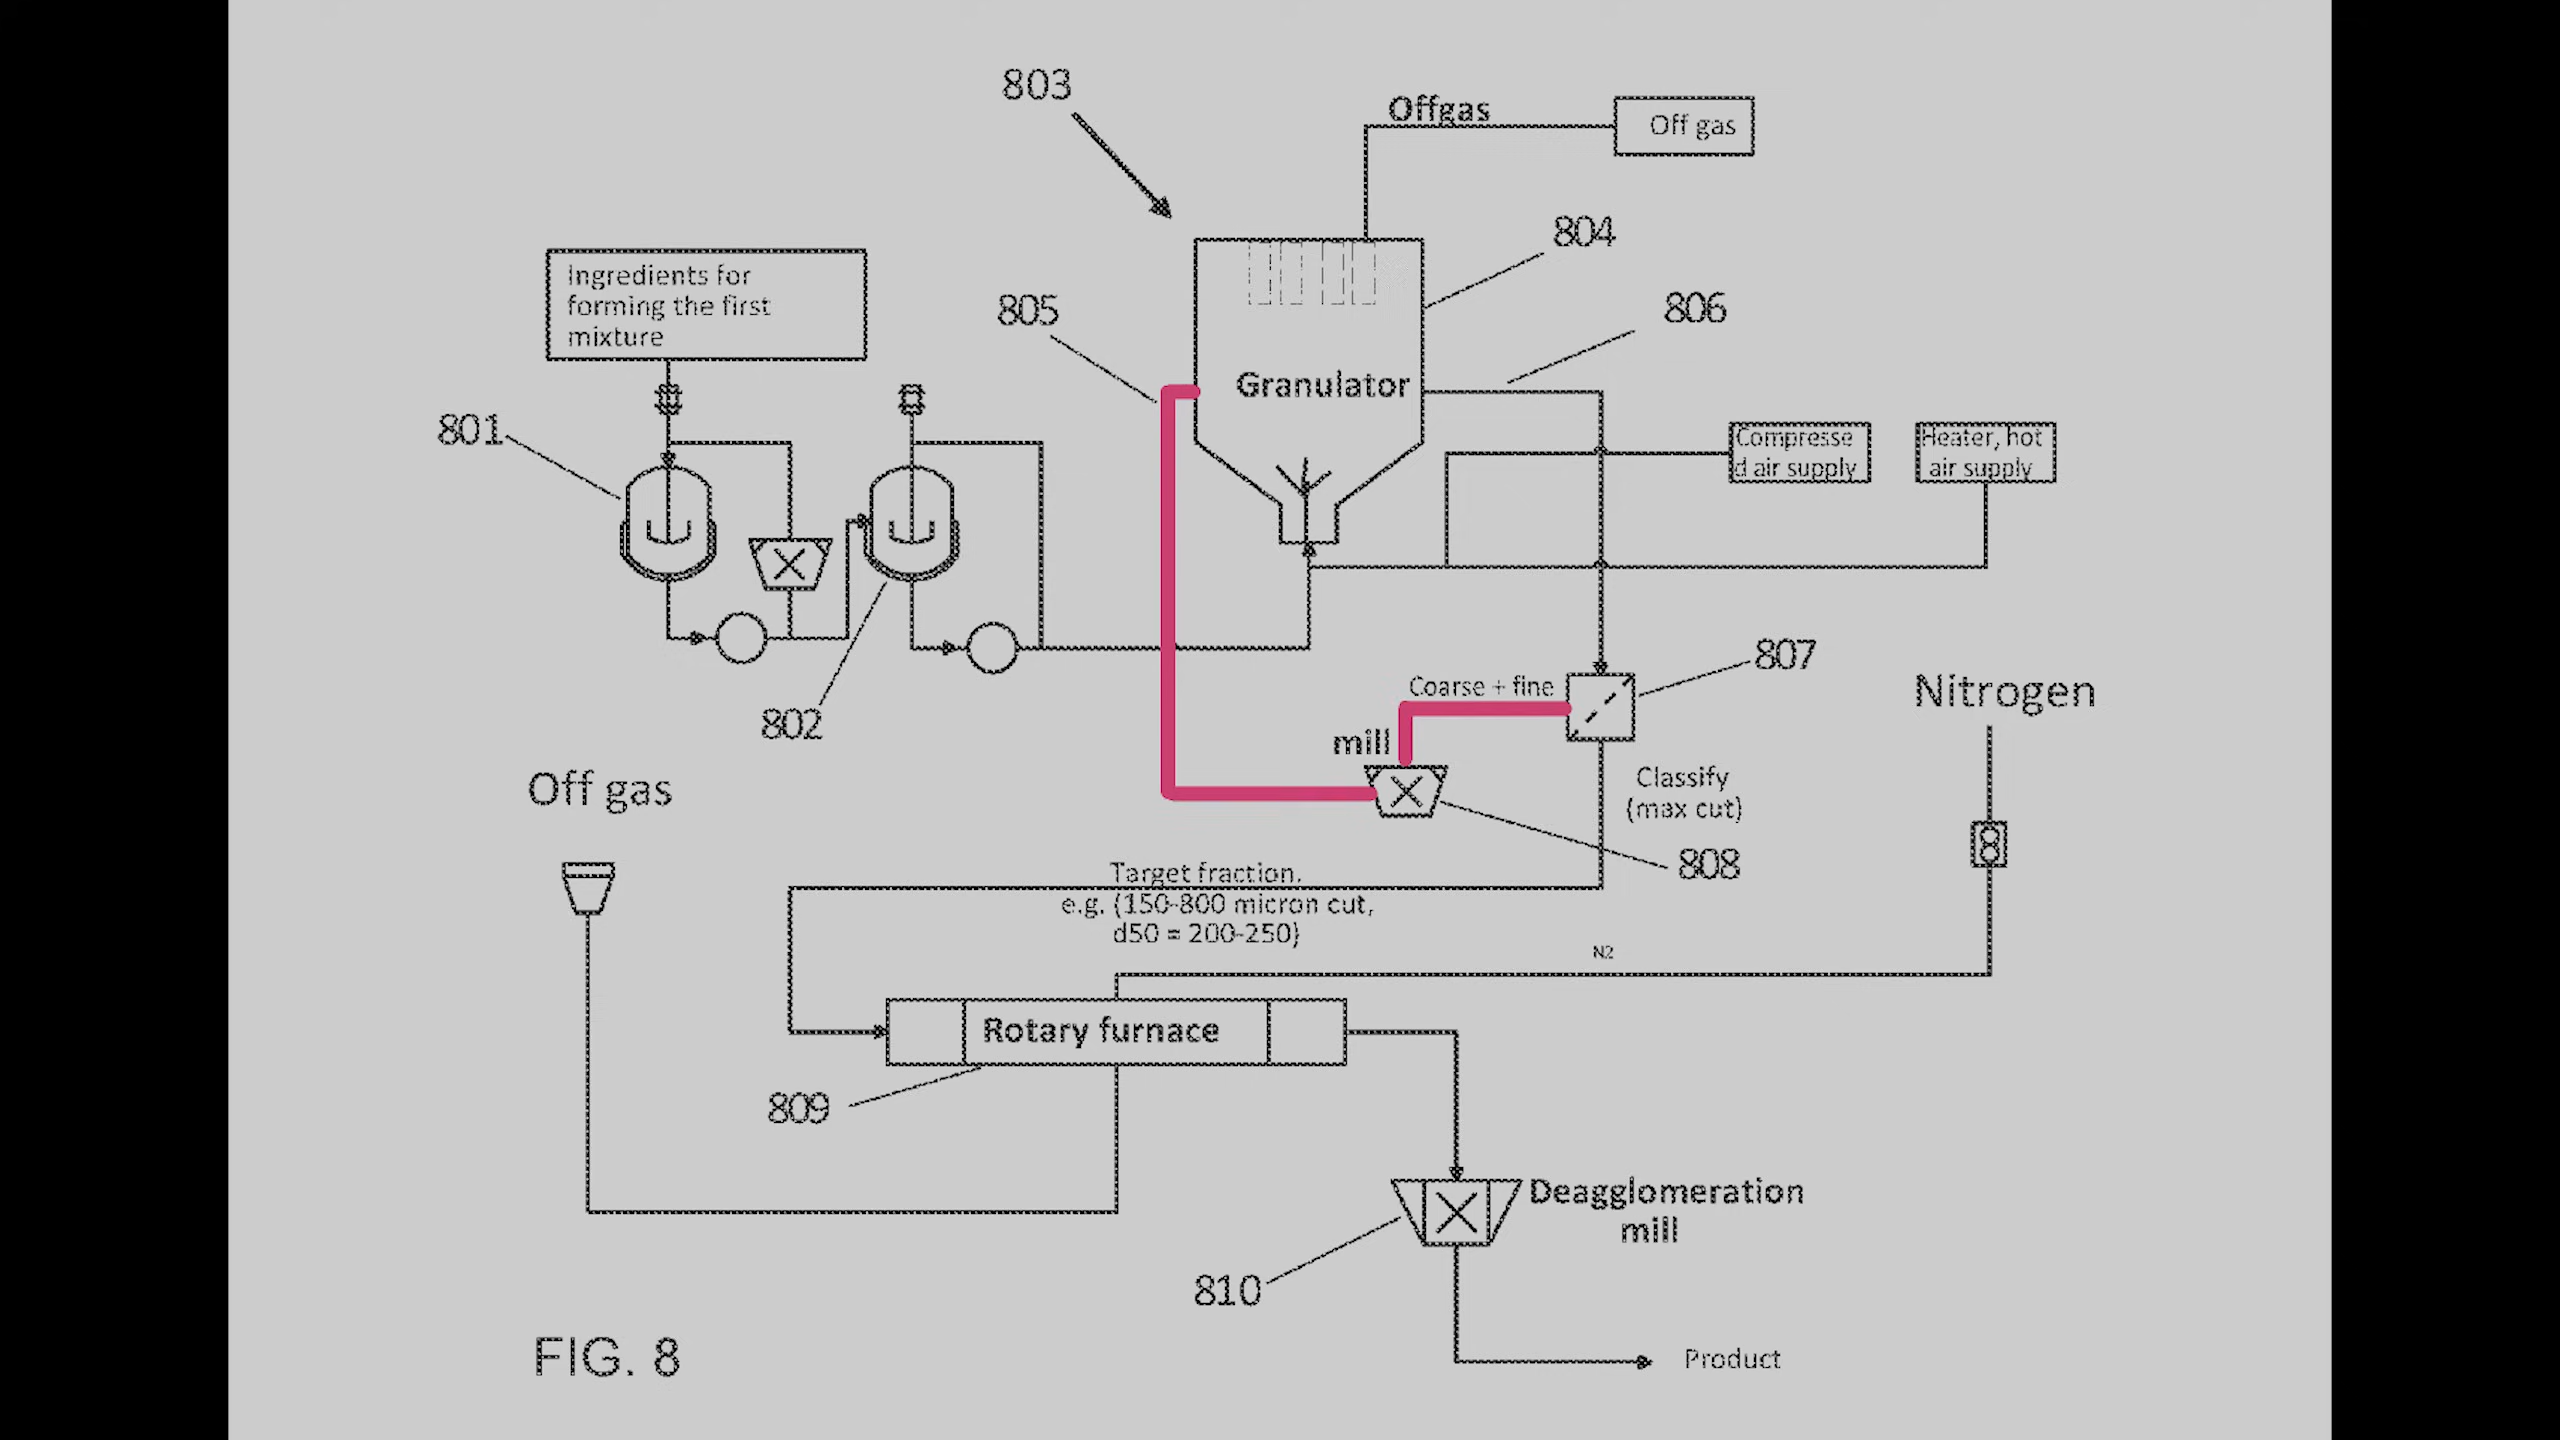 803
Offgas
Off gas
804
805
806
Ingredients for
forming the first
mixture
Granulator
801
Compresse
d air supply
Heater, hot
air supply
802
Coarse + fine
807
Nitrogen
mill
Off gas
Classify
(max cut)
808
8
Target fraction.
e.g. (150-800 micron cut,
d50 = 200-250)
N2
Rotary furnace
809
Deagglomeration
mill
810
Product
FIG. 8